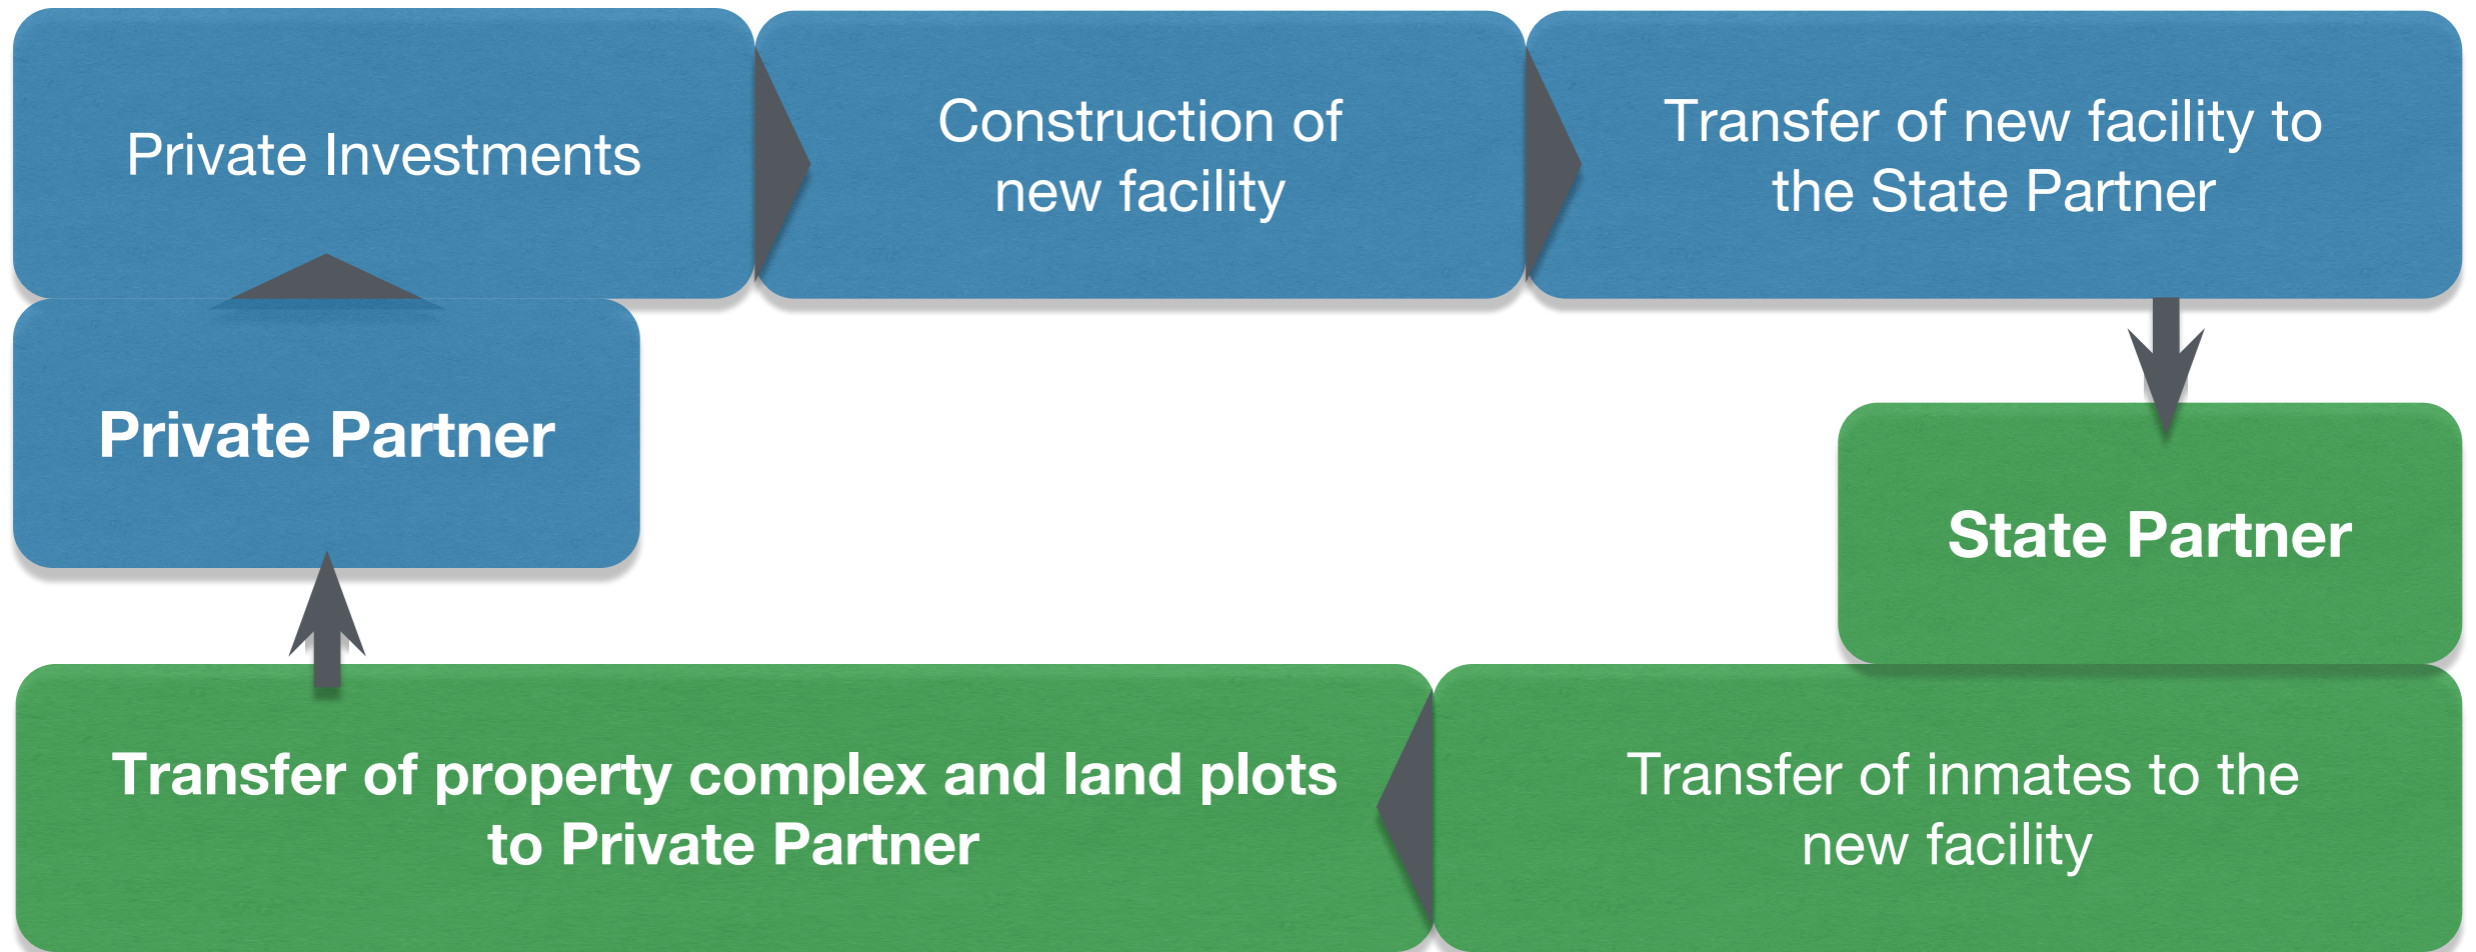 Private Investments
Construction of
new facility
Transfer of new facility to
the State Partner
Private Partner
State Partner
Transfer of property complex and land plots
to Private Partner
Transfer of inmates to the
new facility